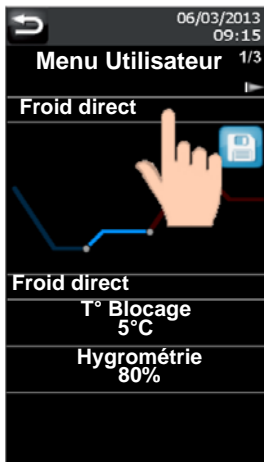 06/03/2013
09:15
Menu Utilisateur 1/3
Froid direct
Froid direct
T° Blocage
5°C
Hygrométrie
80%